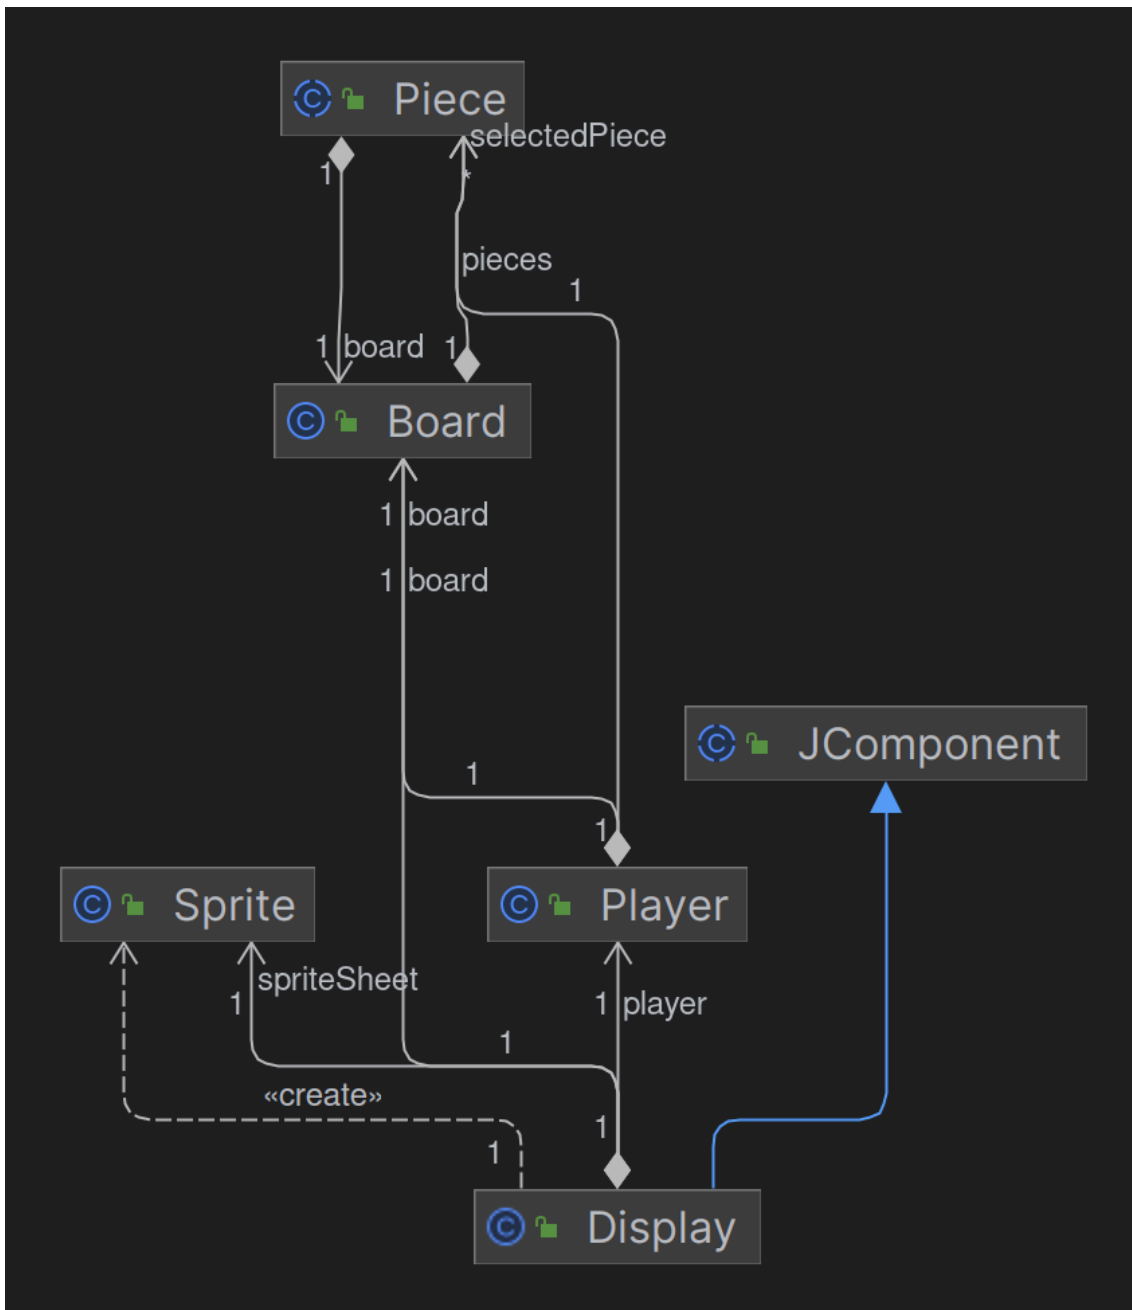 Piece
selectedPiece
1
*
pieces
1
1 board
1
Board
1 board
1 board
JComponent
1
1
Sprite
Player
spriteSheet
1
1 player
1
«create»
1
1
Display